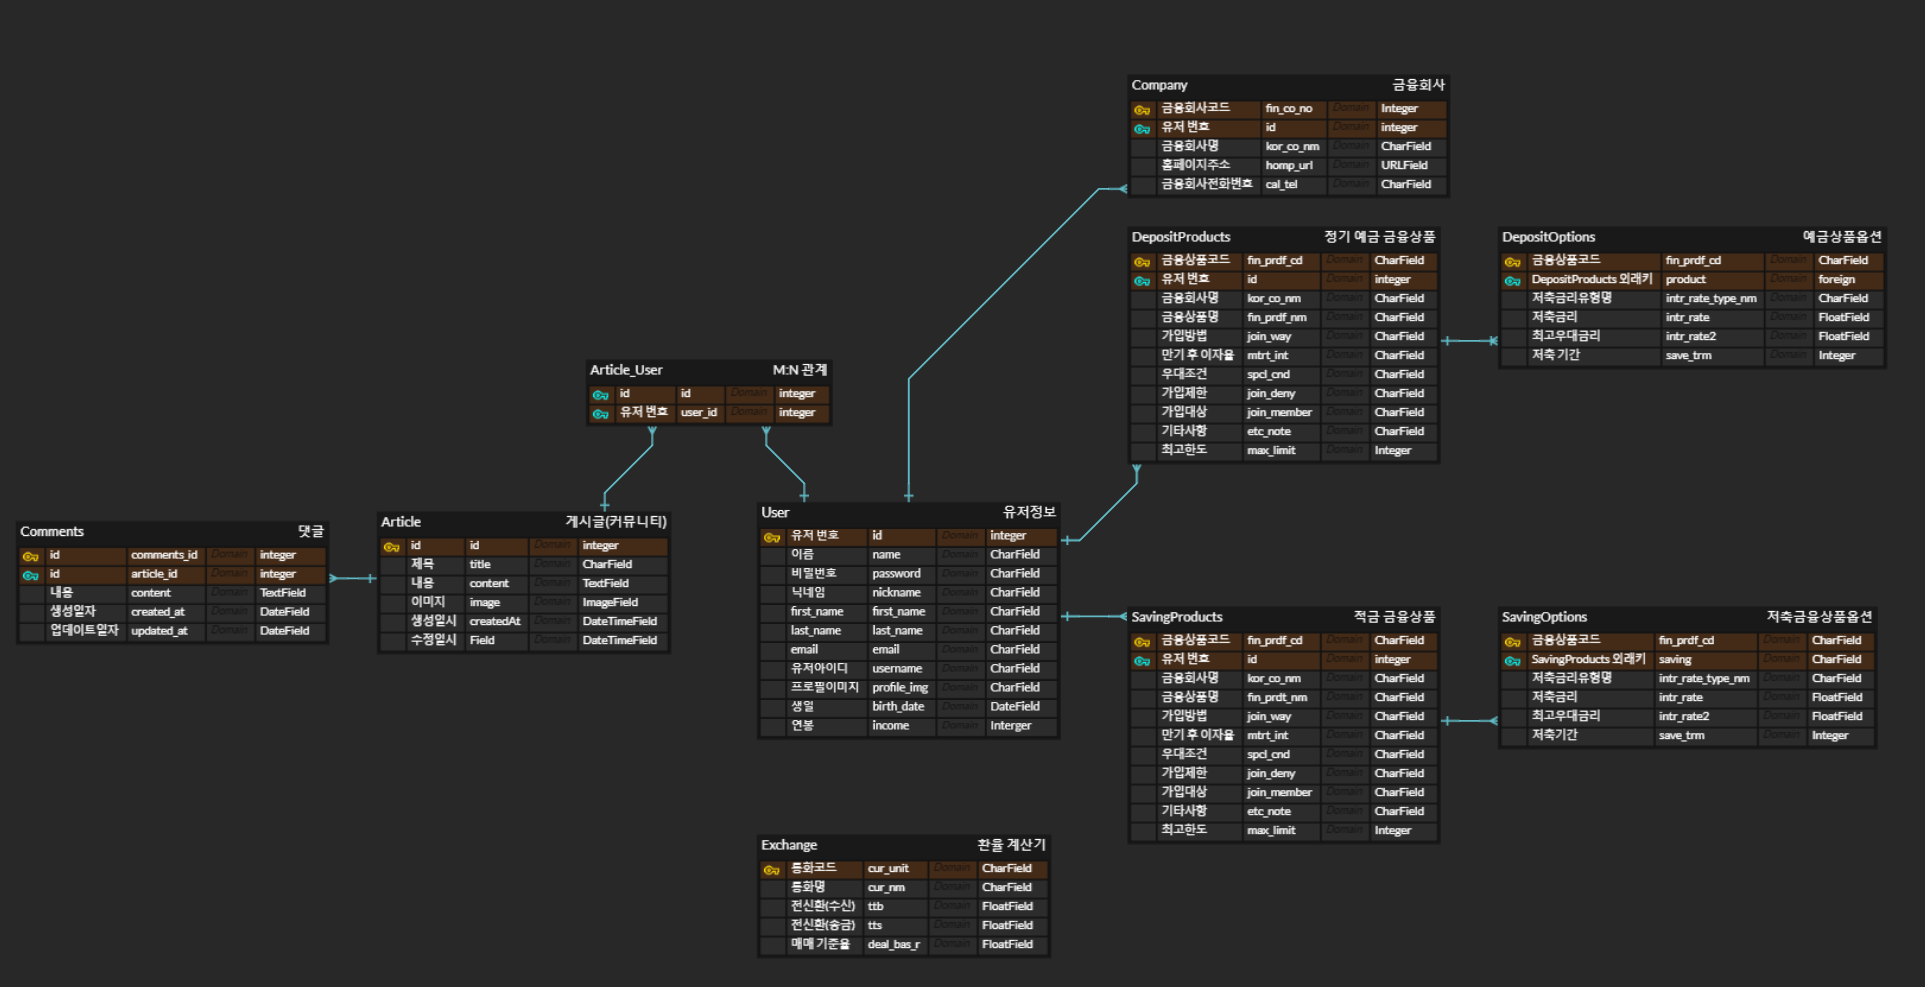 Company 금융회사
금융회사코드 fin_co_no Domain Integer
유저 번호 id Domain integer
금융회사명 kor_co_nm Domain CharField
홈페이지주소 homp_url Domain URLField
금융회사전화번호 cal_tel Domain CharField
DepositProducts 정기 예금 금융상품
금융상품코드 fin_prdf_cd Domain CharField
유저 번호 id Domain integer
금융회사명 kor_co_nm Domain CharField
금융상품명 fin_prdf_nm Domain CharField
가입방법 join_way Domain CharField
만기 후 이자율 mtrt_int Domain CharField
우대조건 spcl_cnd Domain CharField
가입제한 join_deny Domain CharField
가입대상 join_member Domain CharField
기타사항 etc_note Domain CharField
최고한도 max_limit Domain Integer
DepositOptions 예금상품옵션
금융상품코드 fin_prdf_cd Domain CharField
DepositProducts 외래키 product Domain foreign
저축금리유형명 intr_rate_type_nm Domain CharField
저축금리 intr_rate Domain FloatField
최고우대금리 intr_rate2 Domain FloatField
저축 기간 save_trm Domain Integer
Article_User M:N 관계
id id Domain integer
유저 번호 user_id Domain integer
Comments 댓글
id comments_id Domain integer
id article_id Domain integer
내용 content Domain TextField
생성일자 created_at Domain DateField
업데이트일자 updated_at Domain DateField
Article 게시글(커뮤니티)
id id Domain integer
제목 title Domain CharField
내용 content Domain TextField
이미지 image Domain ImageField
생성일시 createdAt Domain DateTimeField
수정일시 Field Domain DateTimeField
User 유저정보
유저 번호 id Domain integer
이름 name Domain CharField
비밀번호 password Domain CharField
닉네임 nickname Domain CharField
first_name first_name Domain CharField
last_name last_name Domain CharField
email email Domain CharField
유저아이디 username Domain CharField
프로필이미지 profile_img Domain CharField
생일 birth_date Domain DateField
연봉 income Domain Interger
SavingProducts 적금 금융상품
금융상품코드 fin_prdf_cd Domain CharField
유저 번호 id Domain integer
금융회사명 kor_co_nm Domain CharField
금융상품명 fin_prdt_nm Domain CharField
가입방법 join_way Domain CharField
만기 후 이자율 mtrt_int Domain CharField
우대조건 spcl_cnd Domain CharField
가입제한 join_deny Domain CharField
가입대상 join_member Domain CharField
기타사항 etc_note Domain CharField
최고한도 max_limit Domain Integer
SavingOptions 저축금융상품옵션
금융상품코드 fin_prdf_cd Domain CharField
SavingProducts 외래키 saving Domain CharField
저축금리유형명 intr_rate_type_nm Domain CharField
저축금리 intr_rate Domain FloatField
최고우대금리 intr_rate2 Domain FloatField
저축기간 save_trm Domain Integer
Exchange 환율 계산기
통화코드 cur_unit Domain CharField
통화명 cur_nm Domain CharField
전신환(수신) ttb Domain FloatField
전신환(송금) tts Domain FloatField
매매 기준율 deal_bas_r Domain FloatField